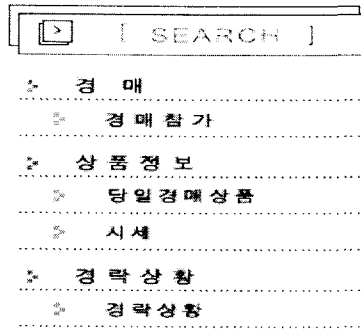 [ SEARCH ]
경 매
경매참가
상 품 정 보
당일경매상품
시세
경 락 상 황
경락상황